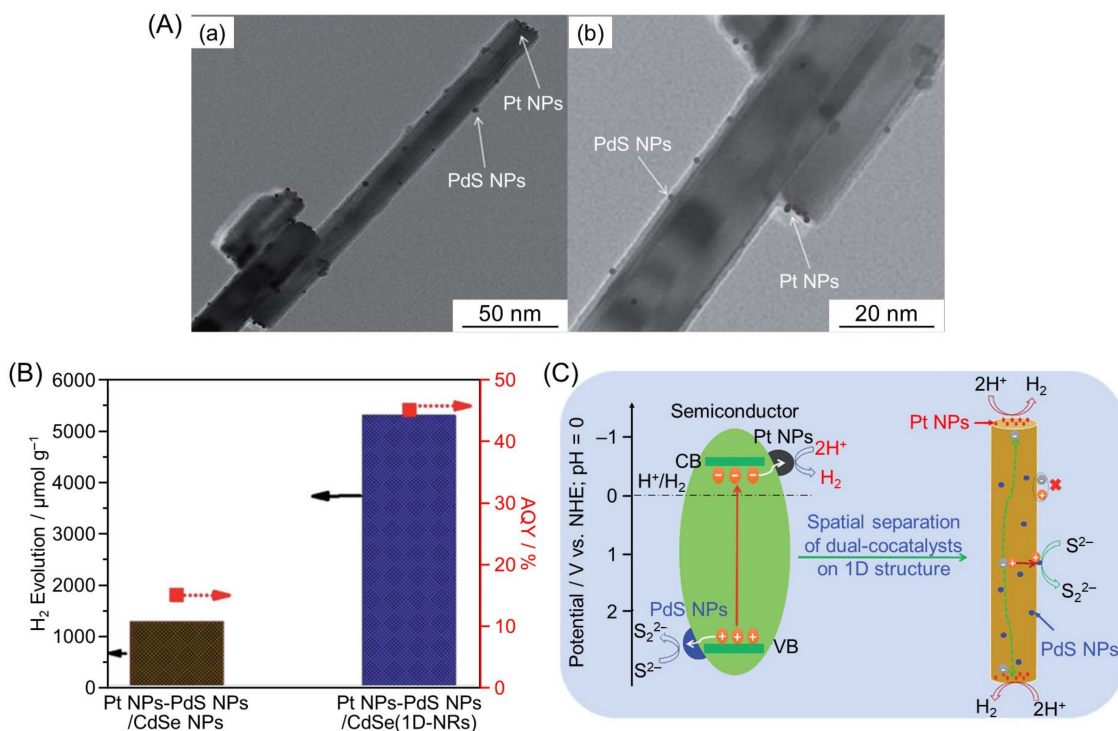 (A)
(a)
Pt NPs
PdS NPs
50 nm
(b)
PdS NPs
Pt NPs
20 nm
(B)
H₂ Evolution / μmol g⁻¹
6000
5000
4000
3000
2000
1000
0
50
40
30
20
10
0
AQY / %
Pt NPs-PdS NPs
/CdSe NPs
Pt NPs-PdS NPs
/CdSe(1D-NRs)
(C)
Potential / V vs. NHE; pH = 0
–1
0
1
2
Semiconductor
Pt NPs
CB
2H⁺
H₂
H⁺/H₂
PdS NPs
S₂²⁻
S²⁻
VB
Spatial separation
of dual-cocatalysts
on 1D structure
2H⁺
H₂
Pt NPs
S²⁻
S₂²⁻
PdS NPs
H₂
2H⁺